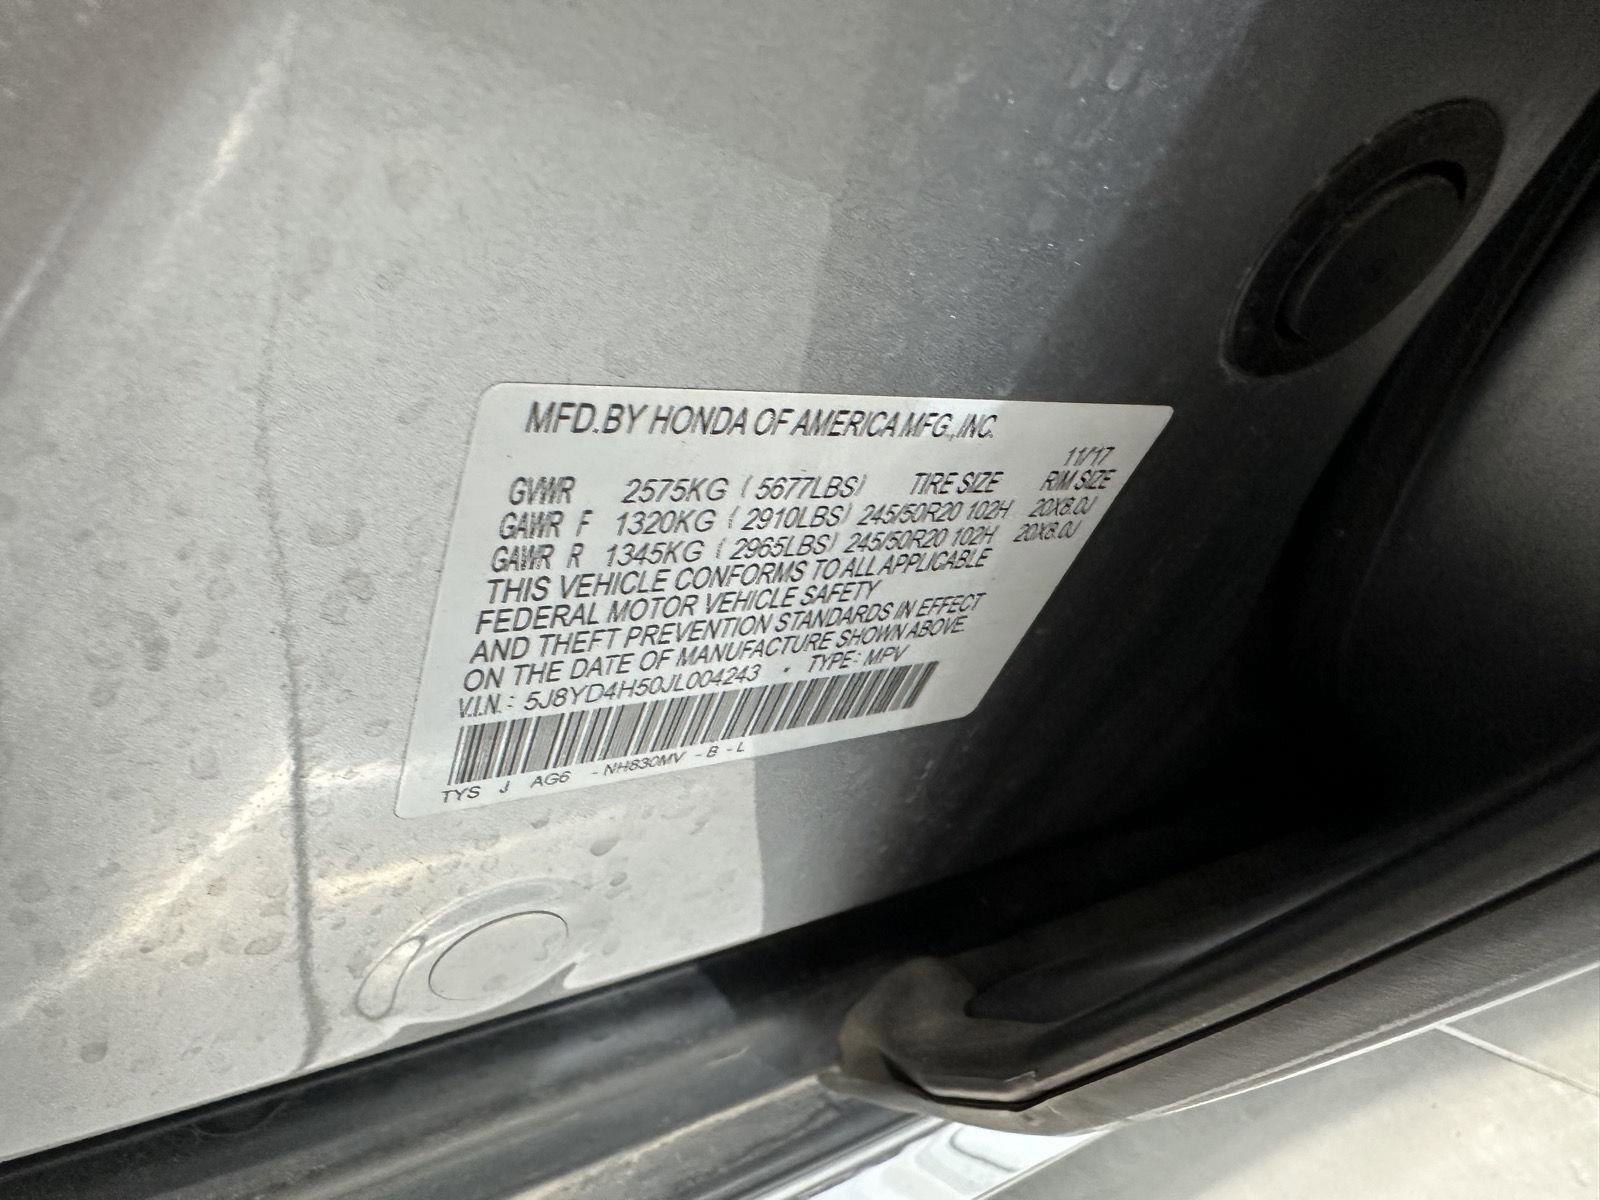 MFD.BY HONDA OF AMERICA MFG.,INC.
11/17
GVWR 2575KG (5677LBS) TIRE SIZE RIM SIZE
GAWR F 1320KG (2910LBS) 245/50R20 102H 20X8.0J
GAWR R 1345KG (2965LBS) 245/50R20 102H 20X8.0J
THIS VEHICLE CONFORMS TO ALL APPLICABLE
FEDERAL MOTOR VEHICLE SAFETY
AND THEFT PREVENTION STANDARDS IN EFFECT
ON THE DATE OF MANUFACTURE SHOWN ABOVE.
V.I.N.: 5J8YD4H50JL004243 • TYPE: MPV
TYS J AG6 -NH830MV -B -L